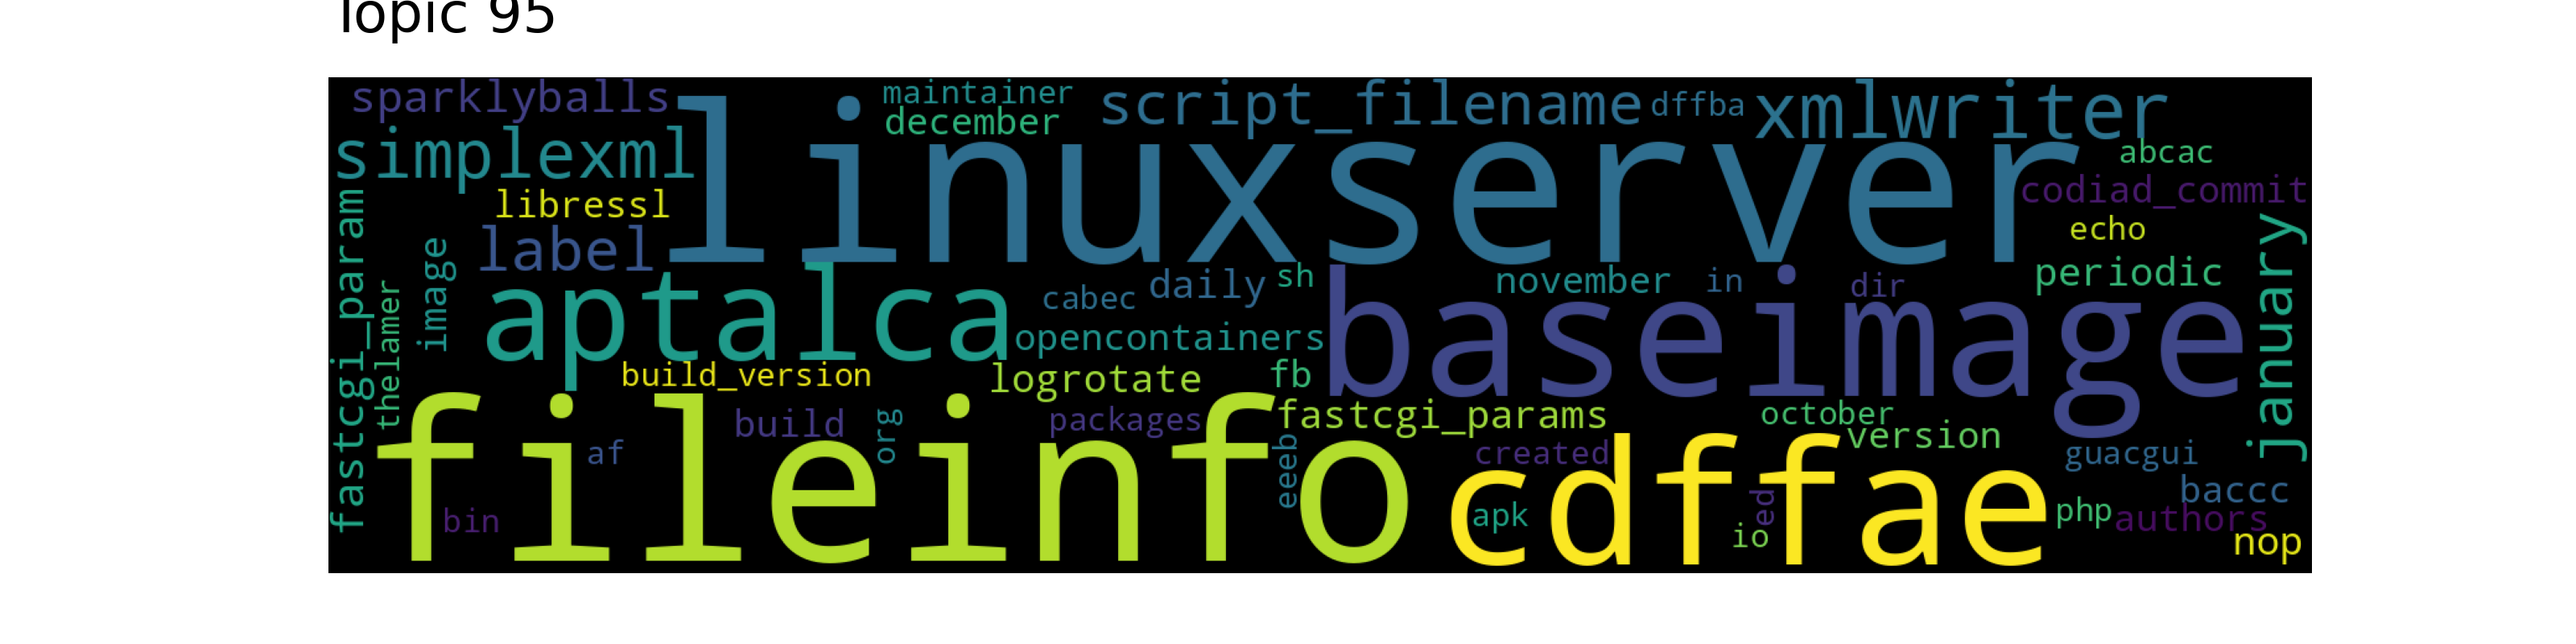 Topic 95
sparklyballs
maintainer
december
script_filename
dffba
xmlwriter
simplexml
linuxserver
abcac
codiad_commit
libressl
label
echo
fastcgi_param
thelamer
image
aptalca
cabec
daily
sh
november
in
dir
periodic
january
opencontainers
baseimage
build_version
logrotate
fb
fileinfo
build
org
packages
fastcgi_params
october
version
af
eeeb
created
cdffae
guacgui
bin
apk
io
ed
baccc
php
authors
nop